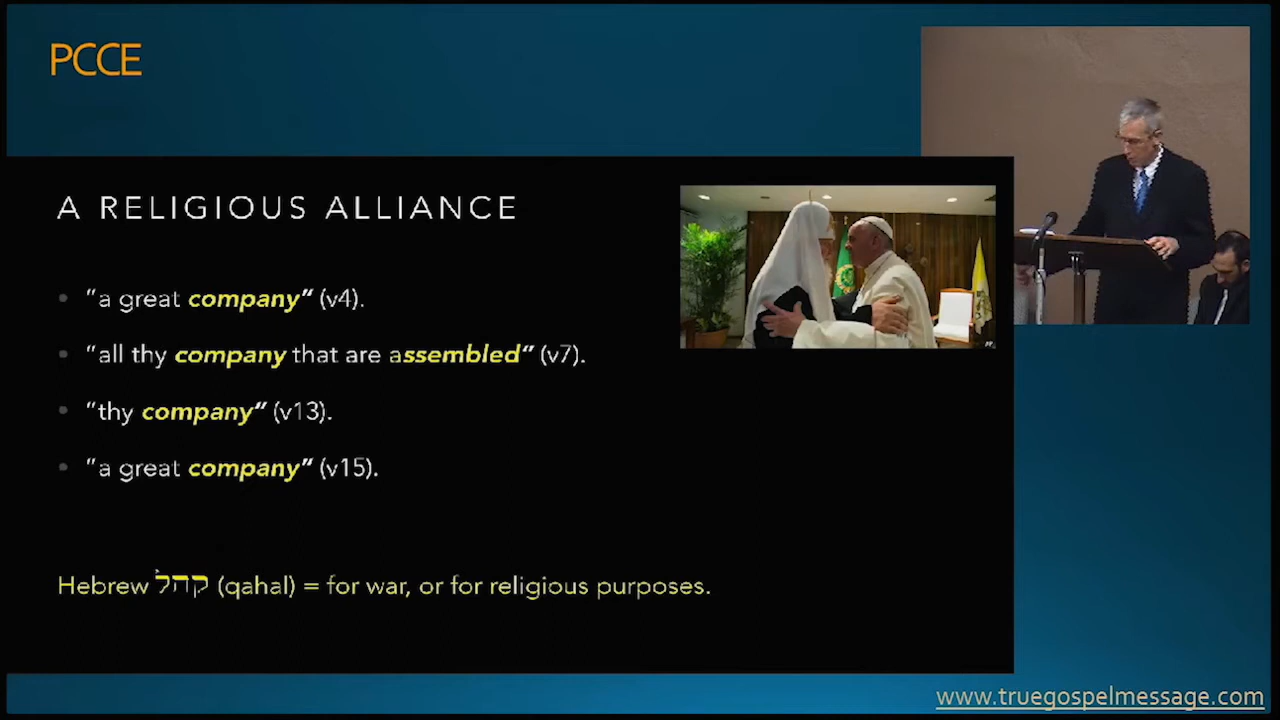 PCCE
A RELIGIOUS ALLIANCE
• "a great company" (v4).
• "all thy company that are assembled" (v7).
• "thy company" (v13).
• "a great company" (v15).
Hebrew קהל (qahal) = for war, or for religious purposes.
www.truegospelmessage.com